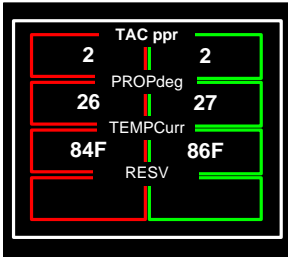 TAC ppr
2 2
PROPdeg
26 27
TEMPCurr
84F 86F
RESV